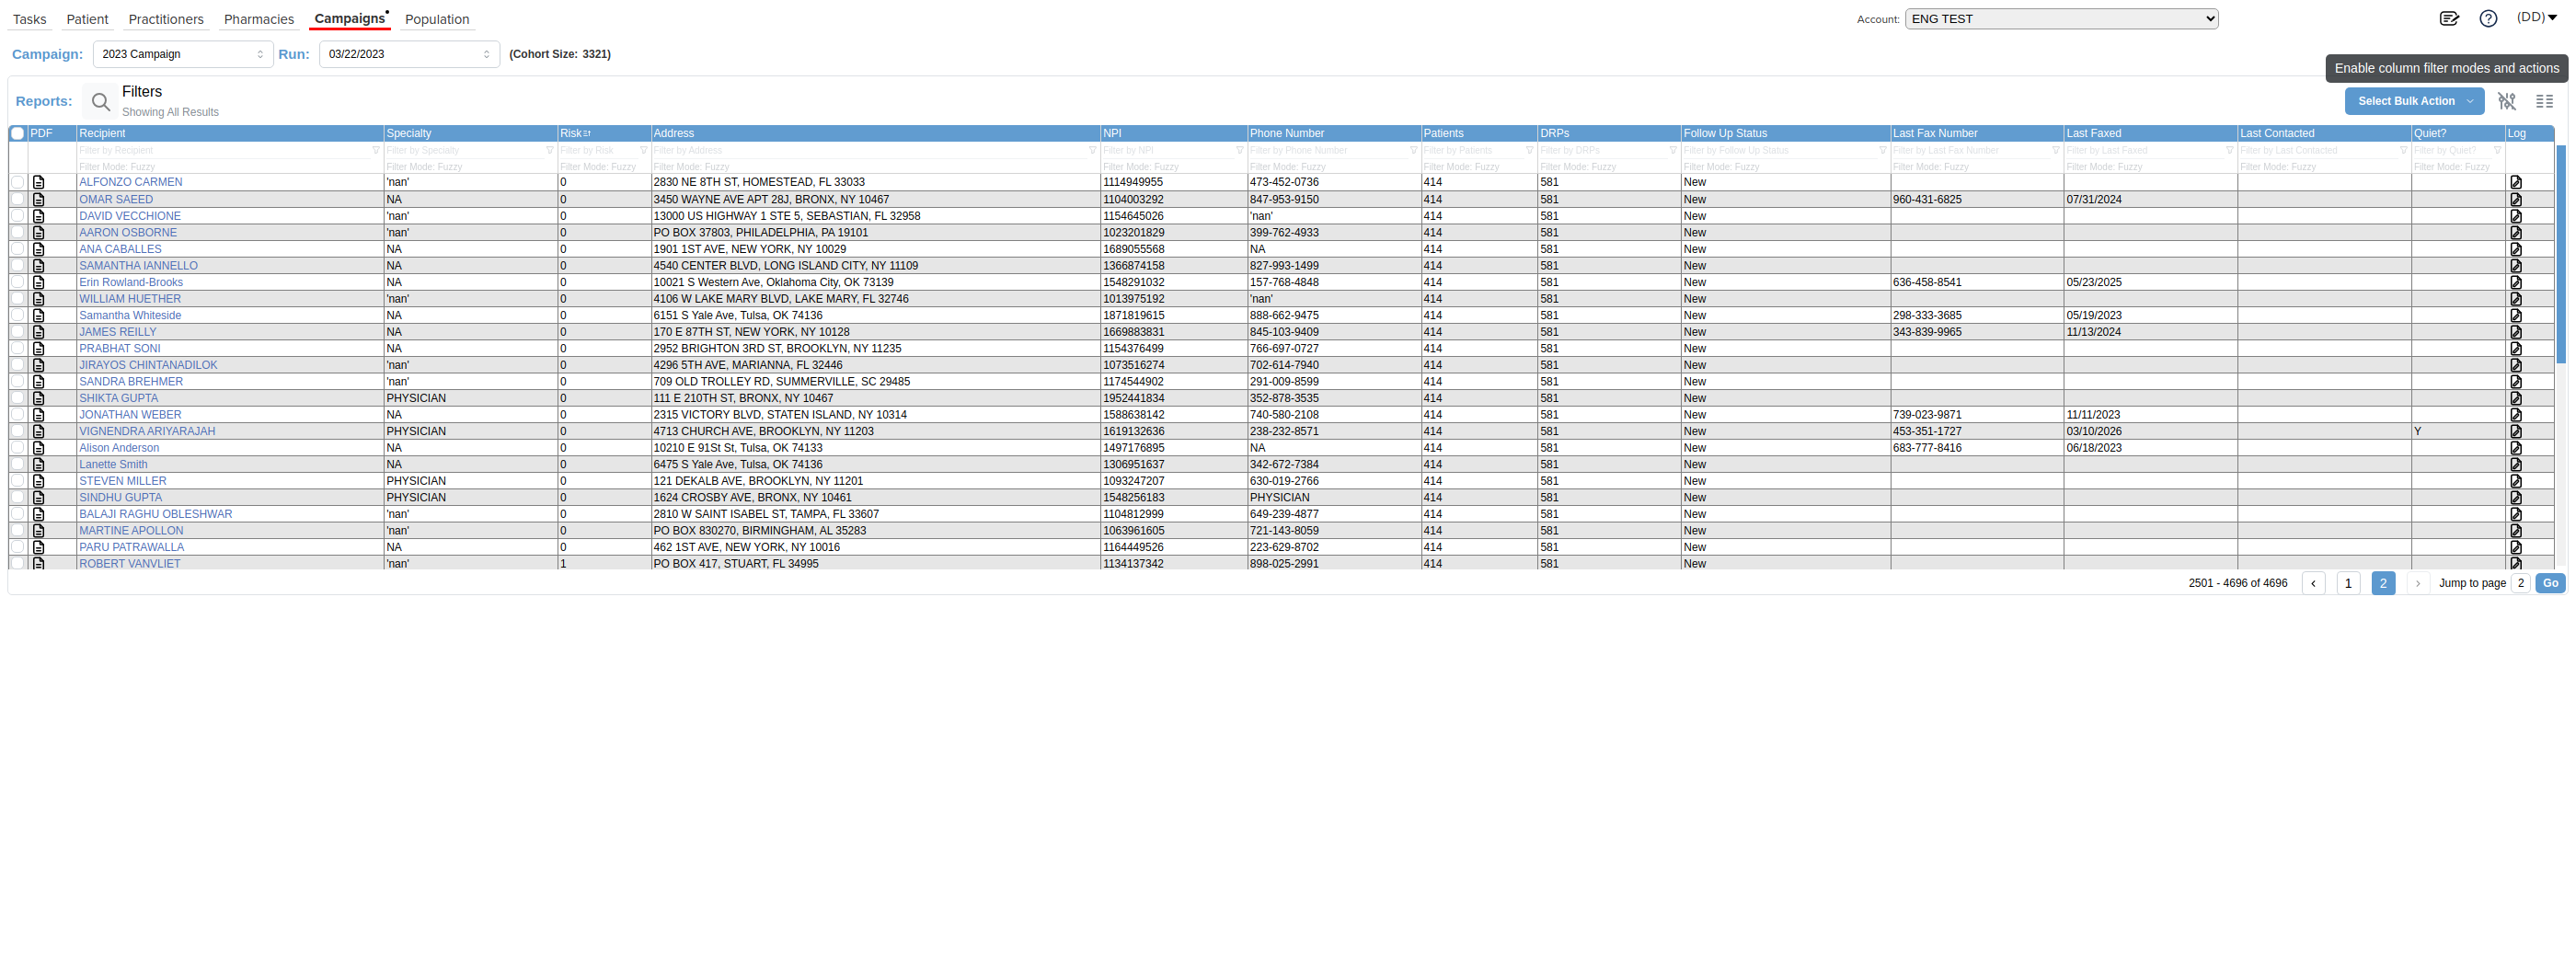 Tasks Patient Practitioners Pharmacies Campaigns Population Account: ENG TEST (DD)
Campaign: 2023 Campaign Run: 03/22/2023 (Cohort Size: 3321)
Enable column filter modes and actions
Reports: Filters
Showing All Results
Select Bulk Action
PDF Recipient Specialty Risk Address NPI Phone Number Patients DRPs Follow Up Status Last Fax Number Last Faxed Last Contacted Quiet? Log
Filter by Recipient Filter by Specialty Filter by Risk Filter by Address Filter by NPI Filter by Phone Number Filter by Patients Filter by DRPs Filter by Follow Up Status Filter by Last Fax Number Filter by Last Faxed Filter by Last Contacted Filter by Quiet?
Filter Mode: Fuzzy Filter Mode: Fuzzy Filter Mode: Fuzzy Filter Mode: Fuzzy Filter Mode: Fuzzy Filter Mode: Fuzzy Filter Mode: Fuzzy Filter Mode: Fuzzy Filter Mode: Fuzzy Filter Mode: Fuzzy Filter Mode: Fuzzy Filter Mode: Fuzzy Filter Mode: Fuzzy
ALFONZO CARMEN 'nan' 0 2830 NE 8TH ST, HOMESTEAD, FL 33033 1114949955 473-452-0736 414 581 New
OMAR SAEED NA 0 3450 WAYNE AVE APT 28J, BRONX, NY 10467 1104003292 847-953-9150 414 581 New 960-431-6825 07/31/2024
DAVID VECCHIONE 'nan' 0 13000 US HIGHWAY 1 STE 5, SEBASTIAN, FL 32958 1154645026 'nan' 414 581 New
AARON OSBORNE 'nan' 0 PO BOX 37803, PHILADELPHIA, PA 19101 1023201829 399-762-4933 414 581 New
ANA CABALLES NA 0 1901 1ST AVE, NEW YORK, NY 10029 1689055568 NA 414 581 New
SAMANTHA IANNELLO NA 0 4540 CENTER BLVD, LONG ISLAND CITY, NY 11109 1366874158 827-993-1499 414 581 New
Erin Rowland-Brooks NA 0 10021 S Western Ave, Oklahoma City, OK 73139 1548291032 157-768-4848 414 581 New 636-458-8541 05/23/2025
WILLIAM HUETHER 'nan' 0 4106 W LAKE MARY BLVD, LAKE MARY, FL 32746 1013975192 'nan' 414 581 New
Samantha Whiteside NA 0 6151 S Yale Ave, Tulsa, OK 74136 1871819615 888-662-9475 414 581 New 298-333-3685 05/19/2023
JAMES REILLY NA 0 170 E 87TH ST, NEW YORK, NY 10128 1669883831 845-103-9409 414 581 New 343-839-9965 11/13/2024
PRABHAT SONI NA 0 2952 BRIGHTON 3RD ST, BROOKLYN, NY 11235 1154376499 766-697-0727 414 581 New
JIRAYOS CHINTANADILOK 'nan' 0 4296 5TH AVE, MARIANNA, FL 32446 1073516274 702-614-7940 414 581 New
SANDRA BREHMER 'nan' 0 709 OLD TROLLEY RD, SUMMERVILLE, SC 29485 1174544902 291-009-8599 414 581 New
SHIKTA GUPTA PHYSICIAN 0 111 E 210TH ST, BRONX, NY 10467 1952441834 352-878-3535 414 581 New
JONATHAN WEBER NA 0 2315 VICTORY BLVD, STATEN ISLAND, NY 10314 1588638142 740-580-2108 414 581 New 739-023-9871 11/11/2023
VIGNENDRA ARIYARAJAH PHYSICIAN 0 4713 CHURCH AVE, BROOKLYN, NY 11203 1619132636 238-232-8571 414 581 New 453-351-1727 03/10/2026 Y
Alison Anderson NA 0 10210 E 91St St, Tulsa, OK 74133 1497176895 NA 414 581 New 683-777-8416 06/18/2023
Lanette Smith NA 0 6475 S Yale Ave, Tulsa, OK 74136 1306951637 342-672-7384 414 581 New
STEVEN MILLER PHYSICIAN 0 121 DEKALB AVE, BROOKLYN, NY 11201 1093247207 630-019-2766 414 581 New
SINDHU GUPTA PHYSICIAN 0 1624 CROSBY AVE, BRONX, NY 10461 1548256183 PHYSICIAN 414 581 New
BALAJI RAGHU OBLESHWAR 'nan' 0 2810 W SAINT ISABEL ST, TAMPA, FL 33607 1104812999 649-239-4877 414 581 New
MARTINE APOLLON 'nan' 0 PO BOX 830270, BIRMINGHAM, AL 35283 1063961605 721-143-8059 414 581 New
PARU PATRAWALLA NA 0 462 1ST AVE, NEW YORK, NY 10016 1164449526 223-629-8702 414 581 New
ROBERT VANVLIET 'nan' 1 PO BOX 417, STUART, FL 34995 1134137342 898-025-2991 414 581 New
2501 - 4696 of 4696 1 2 Jump to page 2 Go